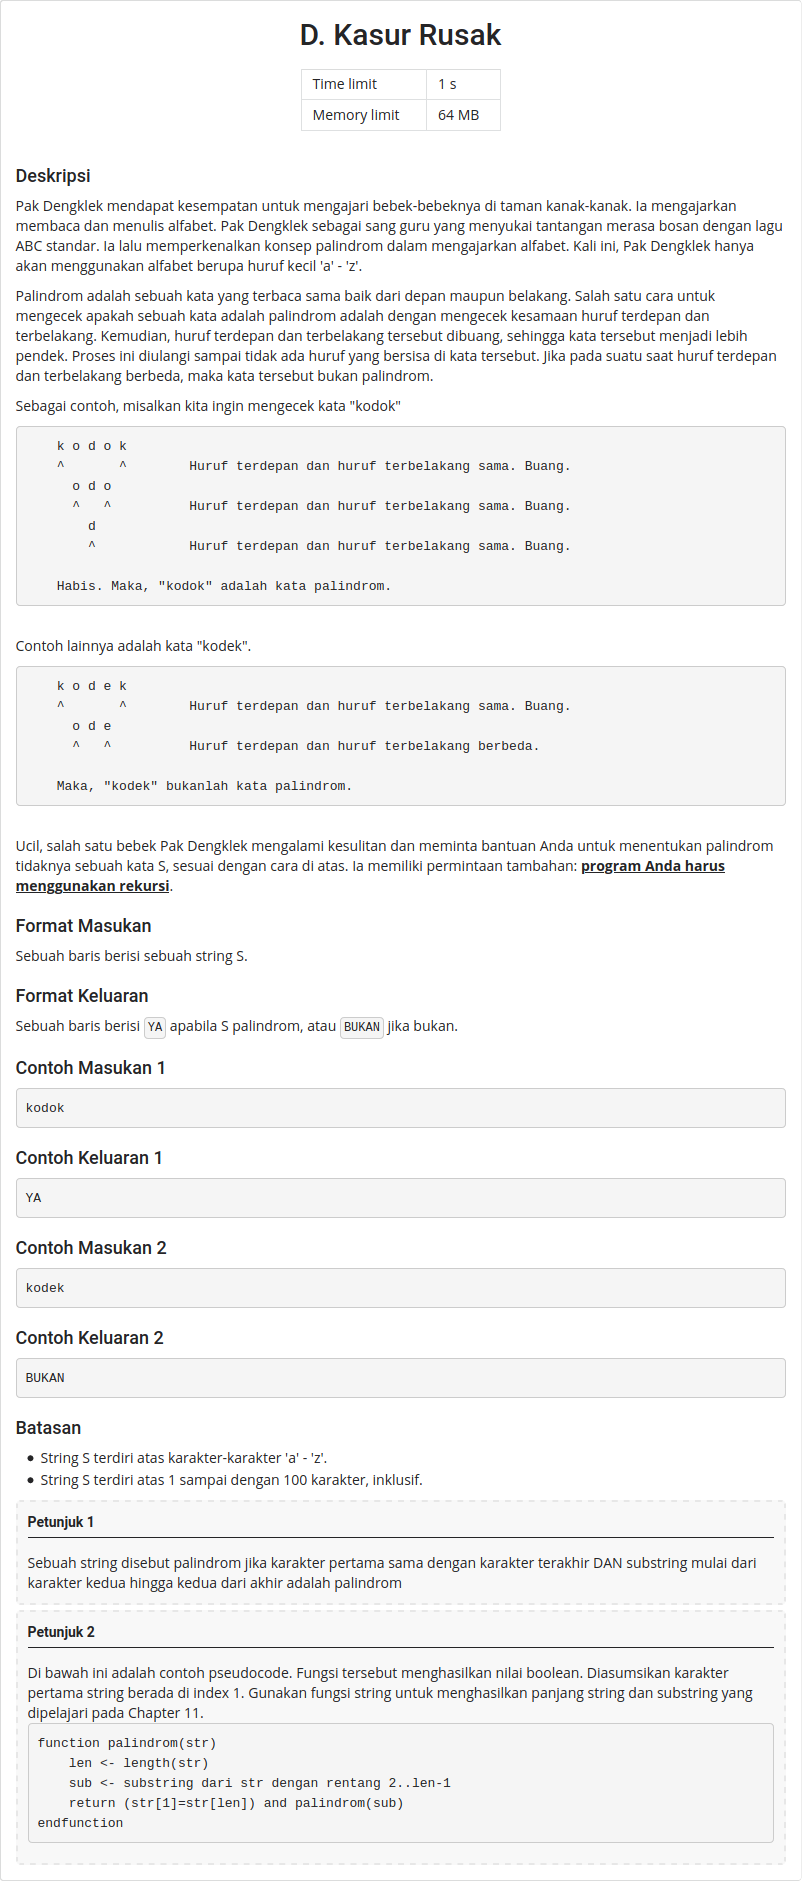 D. Kasur Rusak
Time limit 1 s
Memory limit 64 MB
Deskripsi
Pak Dengklek mendapat kesempatan untuk mengajari bebek-bebeknya di taman kanak-kanak. Ia mengajarkan
membaca dan menulis alfabet. Pak Dengklek sebagai sang guru yang menyukai tantangan merasa bosan dengan lagu
ABC standar. Ia lalu memperkenalkan konsep palindrom dalam mengajarkan alfabet. Kali ini, Pak Dengklek hanya
akan menggunakan alfabet berupa huruf kecil 'a' - 'z'.
Palindrom adalah sebuah kata yang terbaca sama baik dari depan maupun belakang. Salah satu cara untuk
mengecek apakah sebuah kata adalah palindrom adalah dengan mengecek kesamaan huruf terdepan dan
terbelakang. Kemudian, huruf terdepan dan terbelakang tersebut dibuang, sehingga kata tersebut menjadi lebih
pendek. Proses ini diulangi sampai tidak ada huruf yang bersisa di kata tersebut. Jika pada suatu saat huruf terdepan
dan terbelakang berbeda, maka kata tersebut bukan palindrom.
Sebagai contoh, misalkan kita ingin mengecek kata "kodok"
k o d o k
^ ^ Huruf terdepan dan huruf terbelakang sama. Buang.
o d o
^ ^ Huruf terdepan dan huruf terbelakang sama. Buang.
d
^ Huruf terdepan dan huruf terbelakang sama. Buang.
Habis. Maka, "kodok" adalah kata palindrom.
Contoh lainnya adalah kata "kodek".
k o d e k
^ ^ Huruf terdepan dan huruf terbelakang sama. Buang.
o d e
^ ^ Huruf terdepan dan huruf terbelakang berbeda.
Maka, "kodek" bukanlah kata palindrom.
Ucil, salah satu bebek Pak Dengklek mengalami kesulitan dan meminta bantuan Anda untuk menentukan palindrom
tidaknya sebuah kata S, sesuai dengan cara di atas. Ia memiliki permintaan tambahan: program Anda harus
menggunakan rekursi.
Format Masukan
Sebuah baris berisi sebuah string S.
Format Keluaran
Sebuah baris berisi YA apabila S palindrom, atau BUKAN jika bukan.
Contoh Masukan 1
kodok
Contoh Keluaran 1
YA
Contoh Masukan 2
kodek
Contoh Keluaran 2
BUKAN
Batasan
• String S terdiri atas karakter-karakter 'a' - 'z'.
• String S terdiri atas 1 sampai dengan 100 karakter, inklusif.
Petunjuk 1
Sebuah string disebut palindrom jika karakter pertama sama dengan karakter terakhir DAN substring mulai dari
karakter kedua hingga kedua dari akhir adalah palindrom
Petunjuk 2
Di bawah ini adalah contoh pseudocode. Fungsi tersebut menghasilkan nilai boolean. Diasumsikan karakter
pertama string berada di index 1. Gunakan fungsi string untuk menghasilkan panjang string dan substring yang
dipelajari pada Chapter 11.
function palindrom(str)
len <- length(str)
sub <- substring dari str dengan rentang 2..len-1
return (str[1]=str[len]) and palindrom(sub)
endfunction